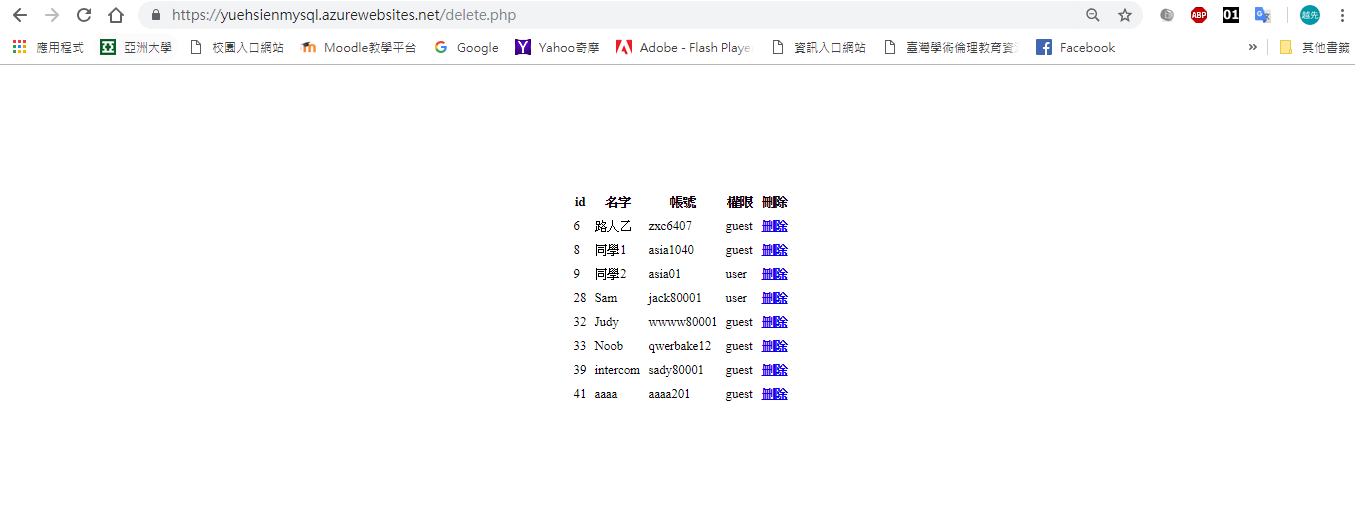 https://yuehsienmysql.azurewebsites.net/delete.php ABP 01 越先
應用程式 亞洲大學 校園入口網站 Moodle教學平台 Google Yahoo奇摩 Adobe - Flash Playe 資訊入口網站 臺灣學術倫理教育資 Facebook » 其他書籤
id 名字 帳號 權限 刪除
6 路人乙 zxc6407 guest 刪除
8 同學1 asia1040 guest 刪除
9 同學2 asia01 user 刪除
28 Sam jack80001 user 刪除
32 Judy wwww80001 guest 刪除
33 Noob qwerbake12 guest 刪除
39 intercom sady80001 guest 刪除
41 aaaa aaaa201 guest 刪除